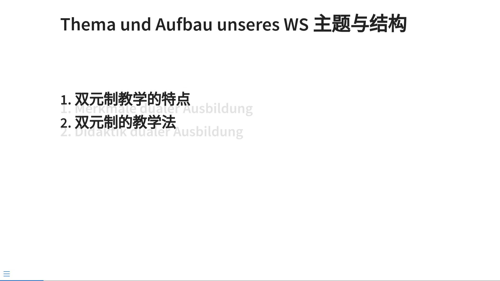 Thema und Aufbau unseres WS 主题与结构
1. 双元制教学的特点
1. Merkmale dualer Ausbildung
2. 双元制的教学法
2. Didaktik dualer Ausbildung